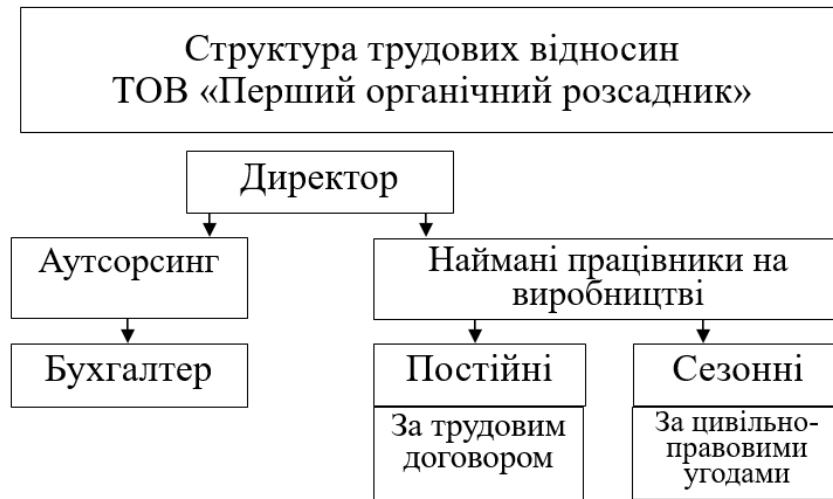 Структура трудових відносин
ТОВ «Перший органічний розсадник»
Директор
Аутсорсинг
Наймані працівники на
виробництві
Бухгалтер
Постійні
Сезонні
За трудовим
договором
За цивільно-
правовими
угодами